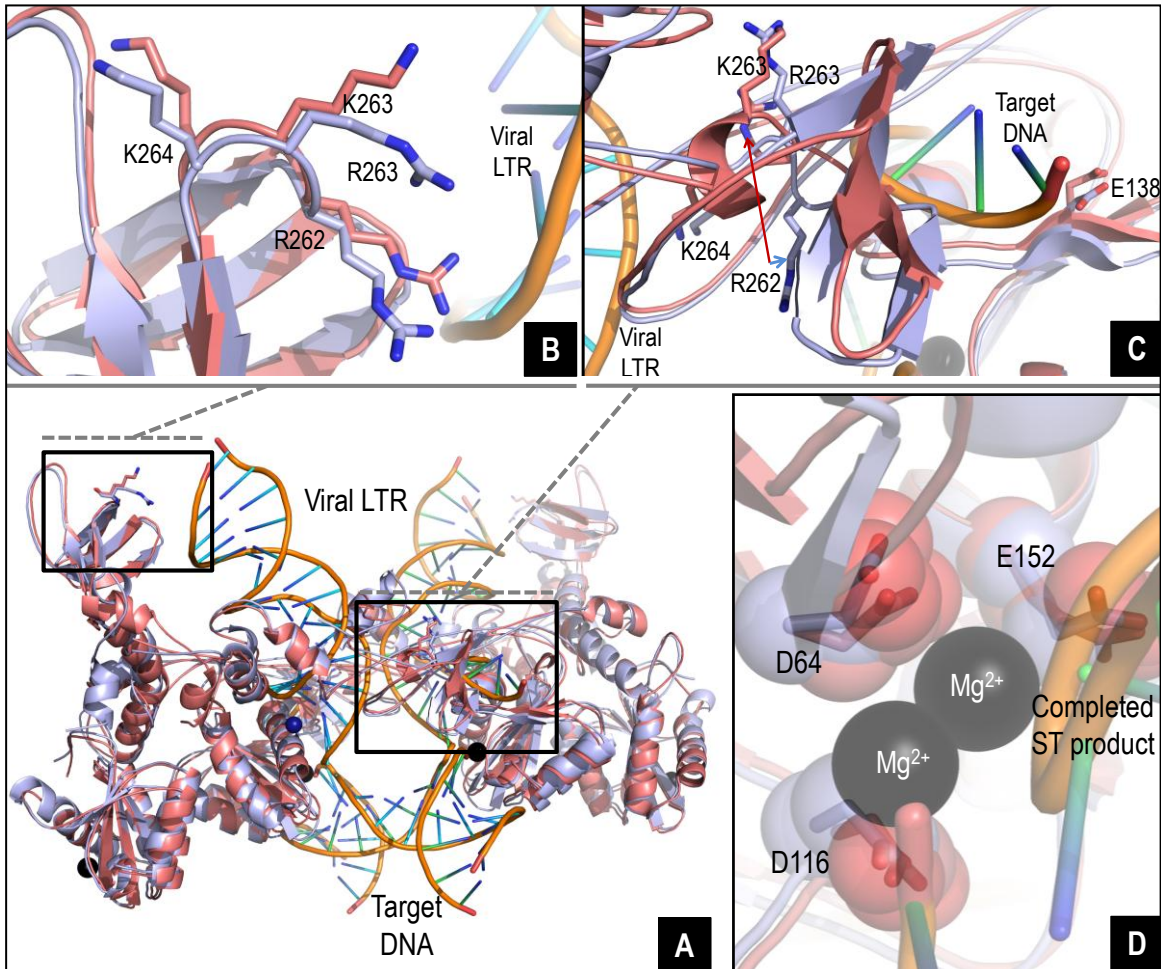 K264
K263
R263
R262
Viral
LTR
B
K263
R263
Target
DNA
E138
K264
R262
Viral
LTR
C
Viral LTR
Target
DNA
A
E152
D64
Mg²⁺
Completed
ST product
Mg²⁺
D116
D